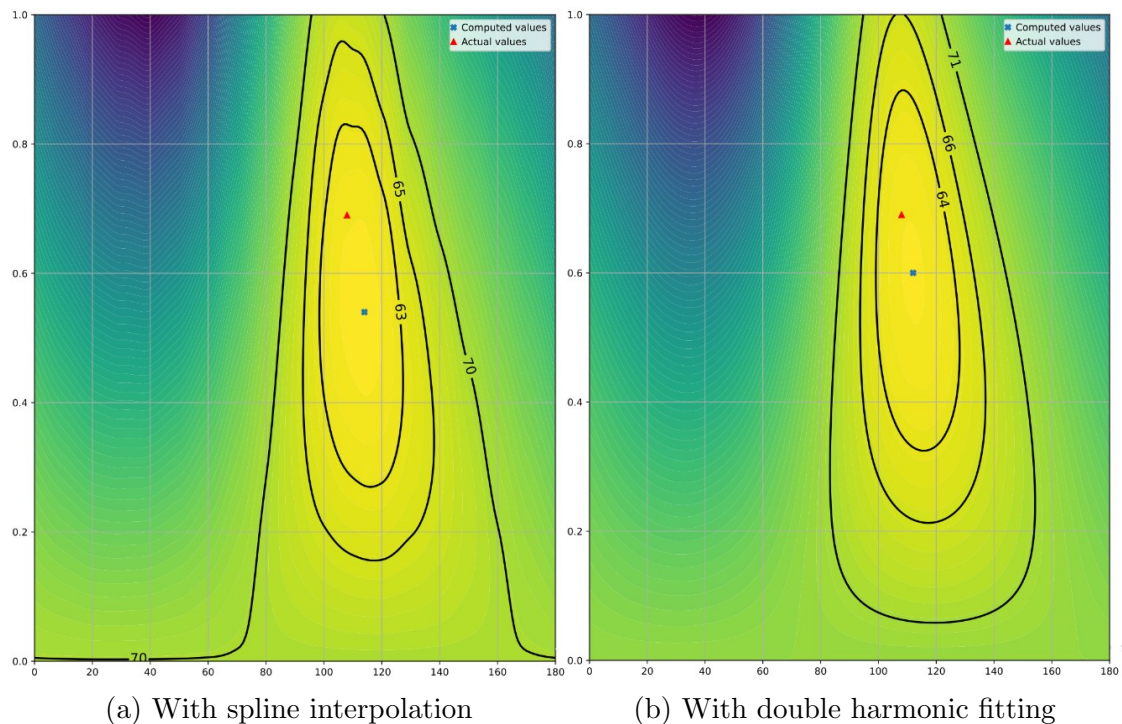 1.0
0.8
0.6
0.4
0.2
0.0
0 20 40 60 80 100 120 140 160 180
Computed values
Actual values
65
63
70
70
(a) With spline interpolation
1.0
0.8
0.6
0.4
0.2
0.0
0 20 40 60 80 100 120 140 160 180
Computed values
Actual values
71
66
64
(b) With double harmonic fitting